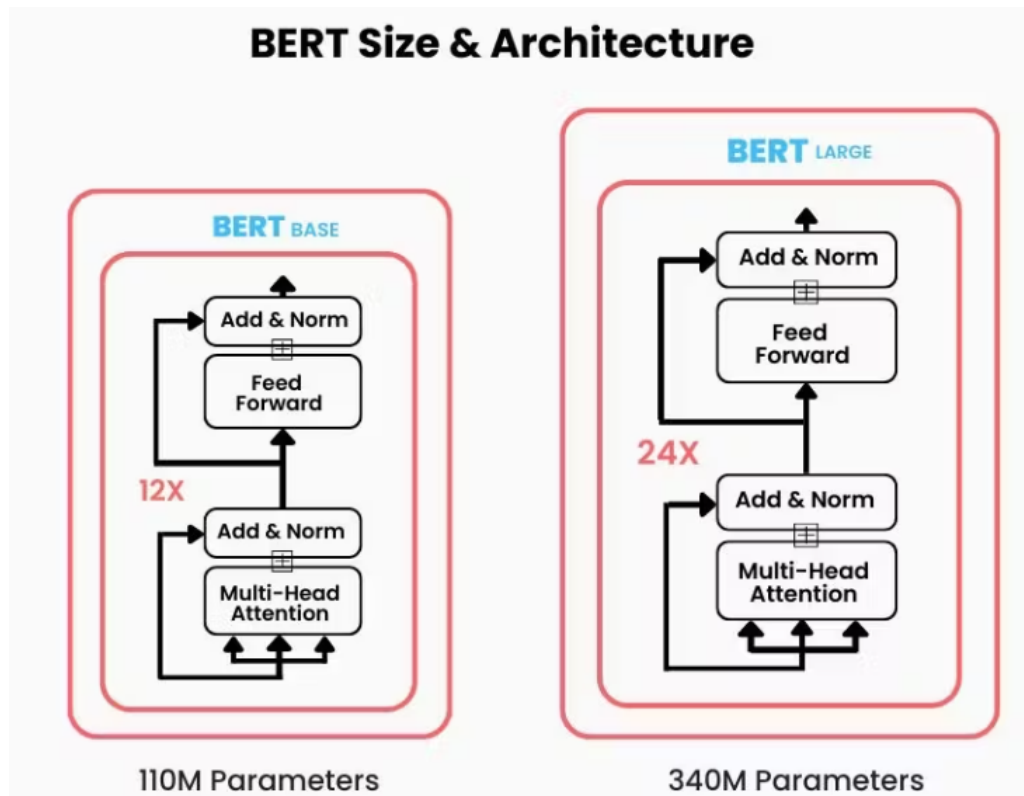 BERT Size & Architecture
BERT BASE
Add & Norm
Feed
Forward
12X
Add & Norm
Multi-Head
Attention
110M Parameters
BERT LARGE
Add & Norm
Feed
Forward
24X
Add & Norm
Multi-Head
Attention
340M Parameters